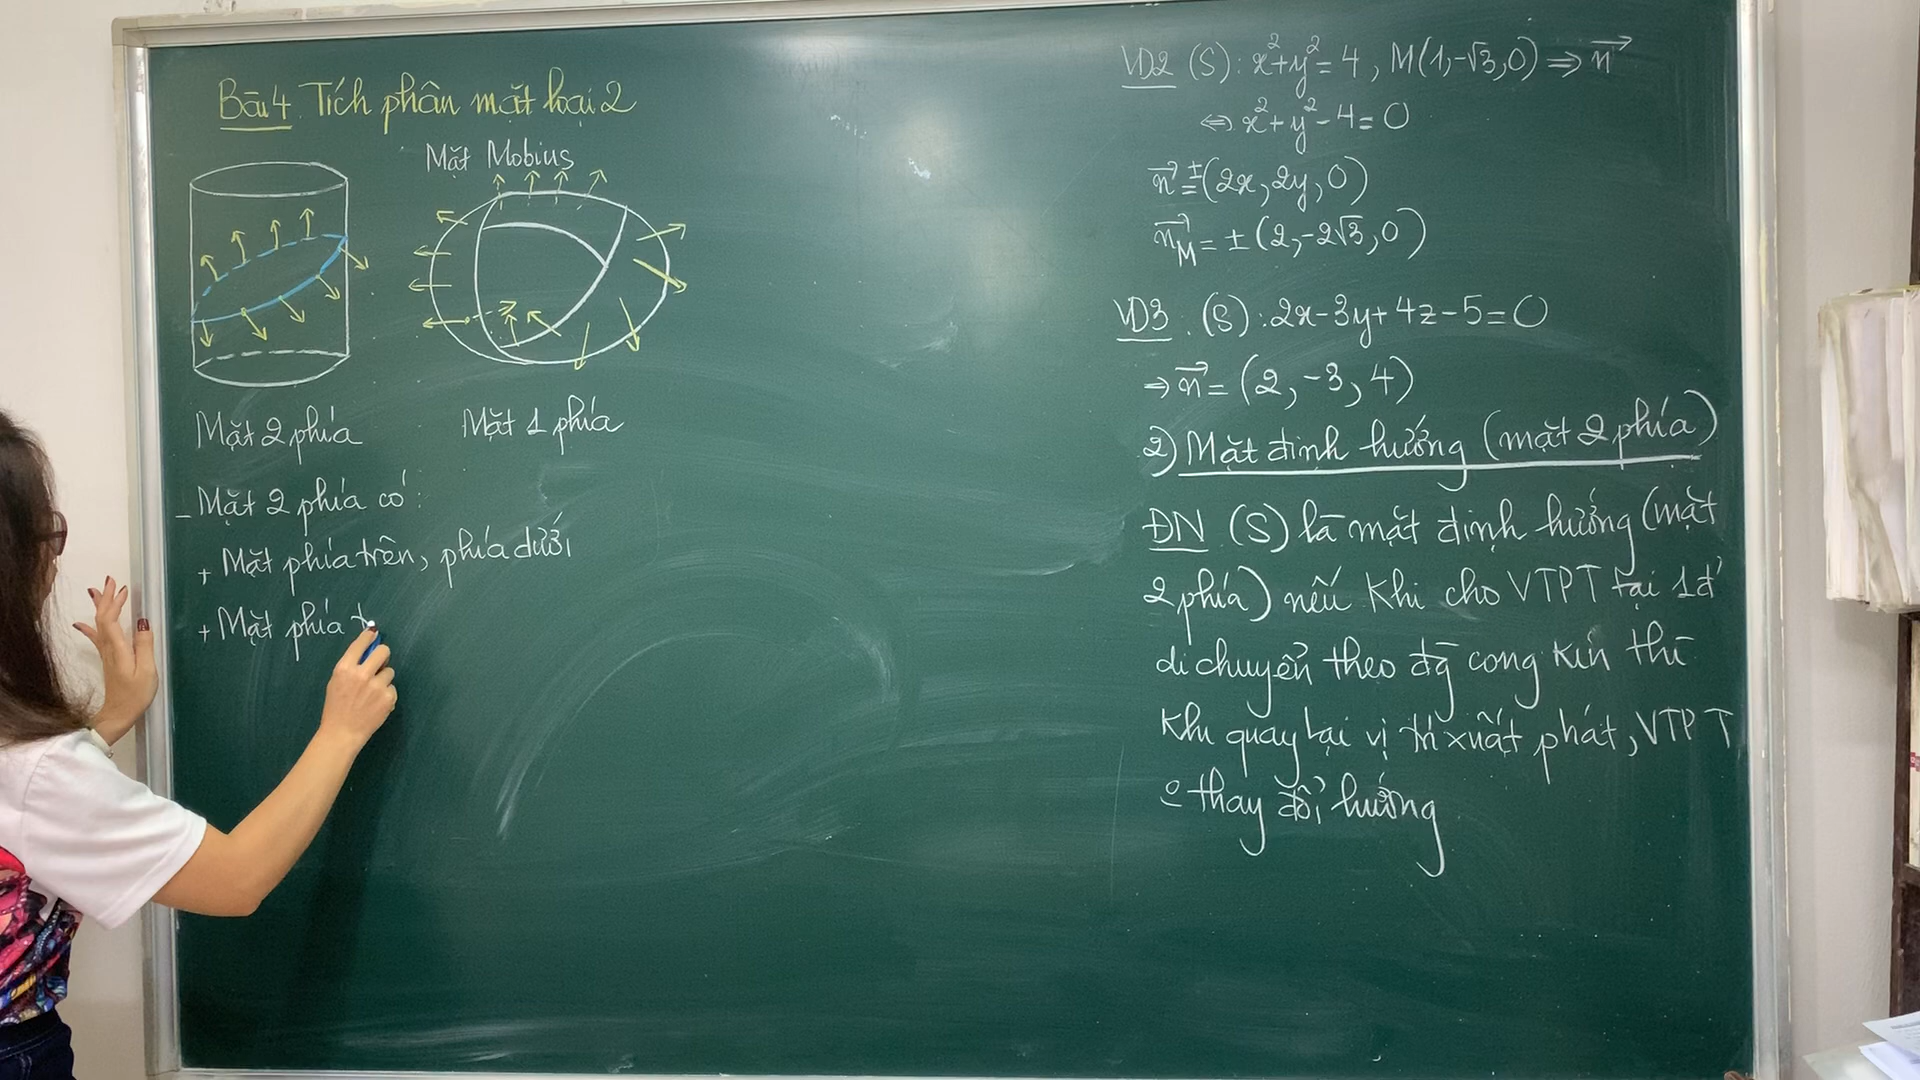 Bài 4. Tích phân mặt loại 2
Mặt Mobius
Mặt 2 phía
Mặt 1 phía
- Mặt 2 phía có:
+ Mặt phía trên, phía dưới
+ Mặt phía t
VD2 (S): x²+y²=4, M(1,-√3,0) ⇒ n⃗
⇔ x²+y²-4=0
n⃗ = ±(2x, 2y, 0)
n⃗_M = ±(2,-2√3,0)
VD3. (S): 2x-3y+4z-5=0
⇒ n⃗ = (2, -3, 4)
2) Mặt định hướng (mặt 2 phía)
ĐN (S) là mặt định hướng (mặt
2 phía) nếu khi cho VTPT tại 1 đ'
di chuyển theo đg cong kín thì
khi quay lại vị trí xuất phát, VTPT
o thay đổi hướng